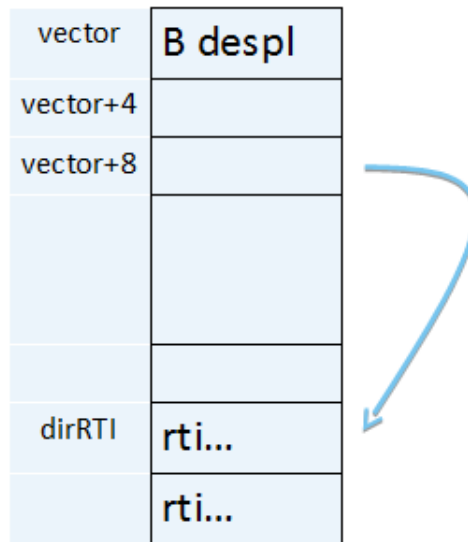 vector B despl
vector+4
vector+8
dirRTI rti...
rti...